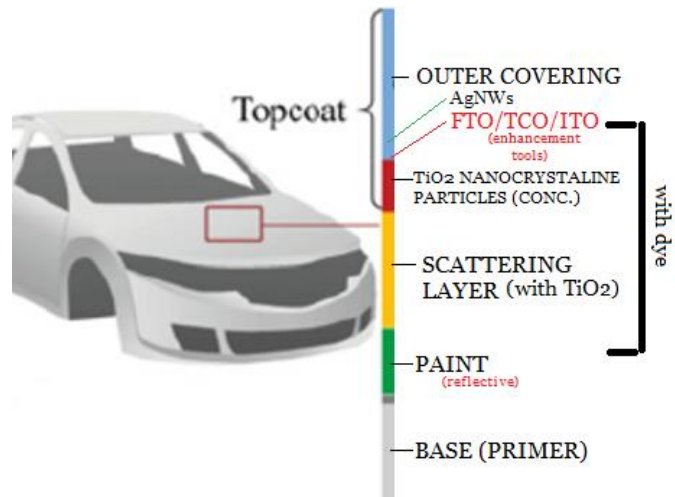 Topcoat
OUTER COVERING
AgNWs
FTO/TCO/ITO
(enhancement
tools)
TiO2 NANOCRYSTALINE
PARTICLES (CONC.)
with dye
SCATTERING
LAYER (with TiO2)
PAINT
(reflective)
BASE (PRIMER)